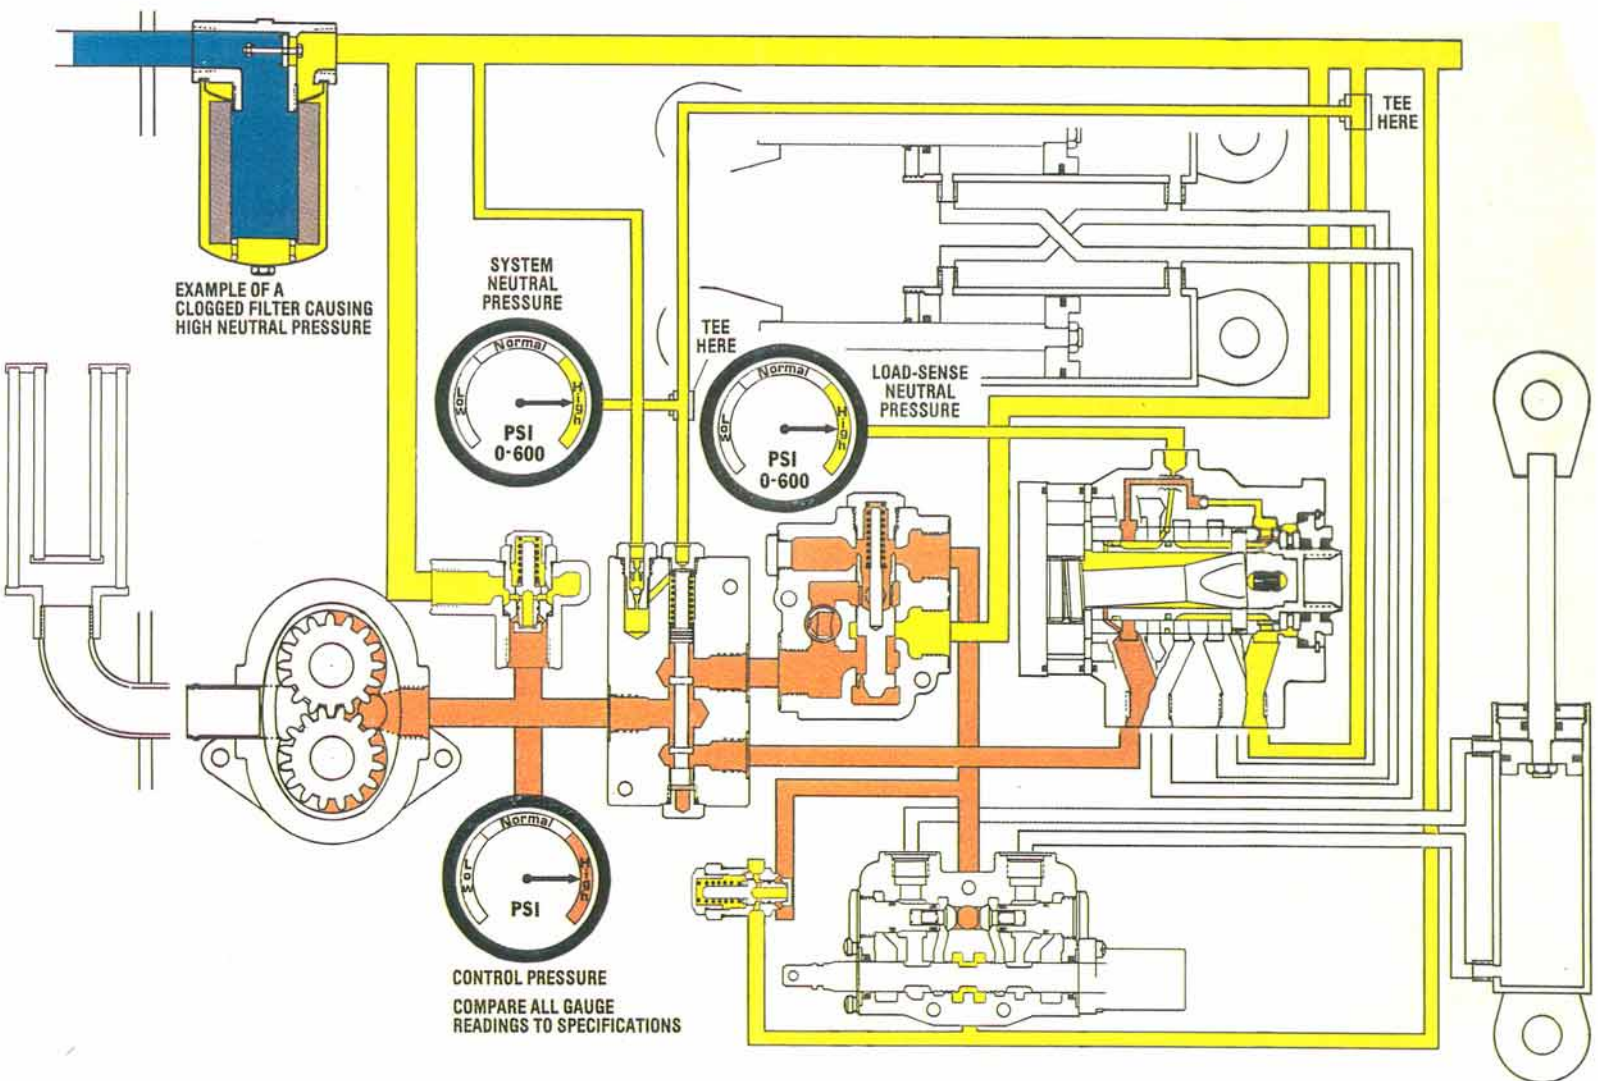 TEE
HERE
EXAMPLE OF A
CLOGGED FILTER CAUSING
HIGH NEUTRAL PRESSURE
SYSTEM
NEUTRAL
PRESSURE
Low
Normal
High
PSI
0-600
TEE
HERE
Low
Normal
High
PSI
0-600
LOAD-SENSE
NEUTRAL
PRESSURE
Low
Normal
High
PSI
CONTROL PRESSURE
COMPARE ALL GAUGE
READINGS TO SPECIFICATIONS